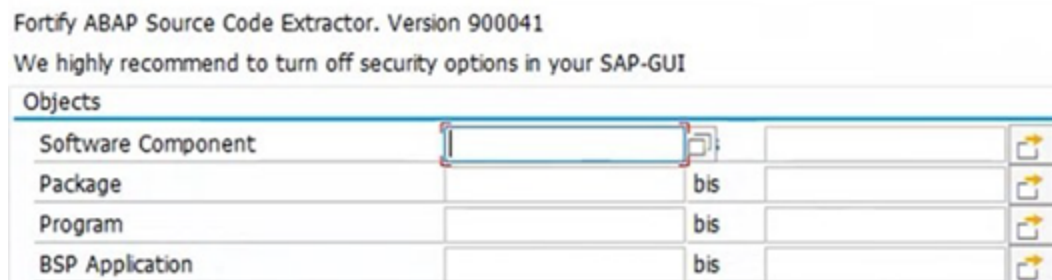 Fortify ABAP Source Code Extractor. Version 900041
We highly recommend to turn off security options in your SAP-GUI
Objects
Software Component
Package bis
Program bis
BSP Application bis